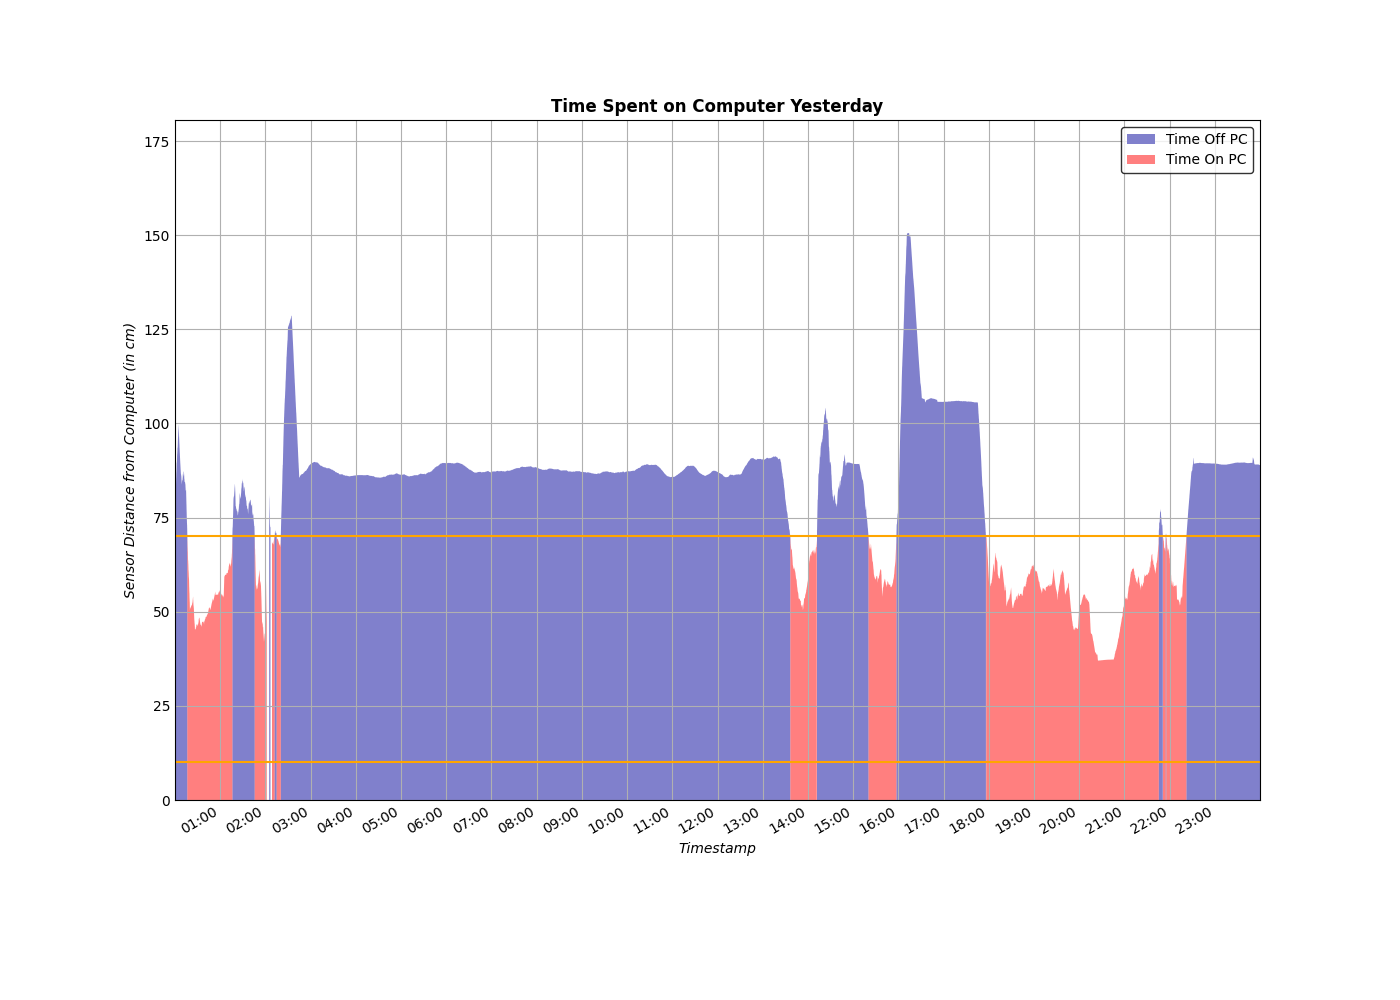 Time Spent on Computer Yesterday
Time Off PC
Time On PC
Sensor Distance from Computer (in cm)
175
150
125
100
75
50
25
0
01:00 02:00 03:00 04:00 05:00 06:00 07:00 08:00 09:00 10:00 11:00 12:00 13:00 14:00 15:00 16:00 17:00 18:00 19:00 20:00 21:00 22:00 23:00
Timestamp